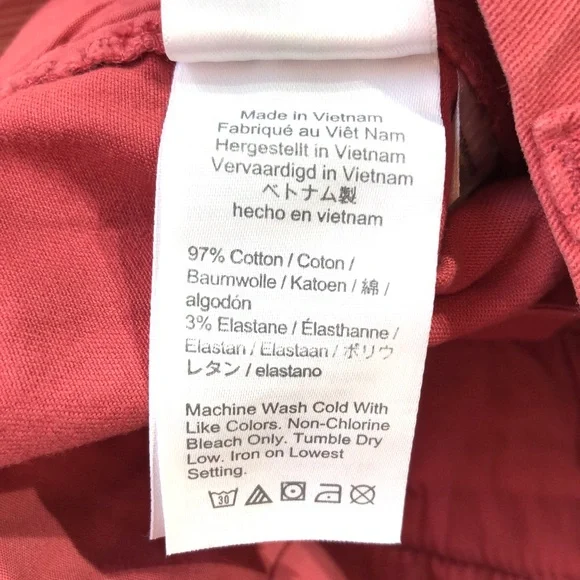 Made in Vietnam
Fabriqué au Viêt Nam
Hergestellt in Vietnam
Vervaardigd in Vietnam
ベトナム製
hecho en vietnam
97% Cotton / Coton /
Baumwolle / Katoen / 綿 /
algodón
3% Elastane / Élasthanne /
Elastan / Elastaan / ポリウ
レタン / elastano
Machine Wash Cold With
Like Colors. Non-Chlorine
Bleach Only. Tumble Dry
Low. Iron on Lowest
Setting.
30